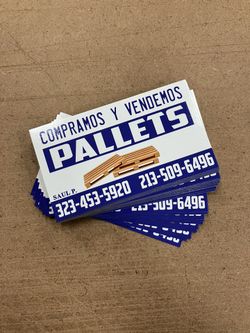 COMPRAMOS Y VENDEMOS
PALLETS
SAUL P.
323-453-5920 213-509-6496
213-509-6496